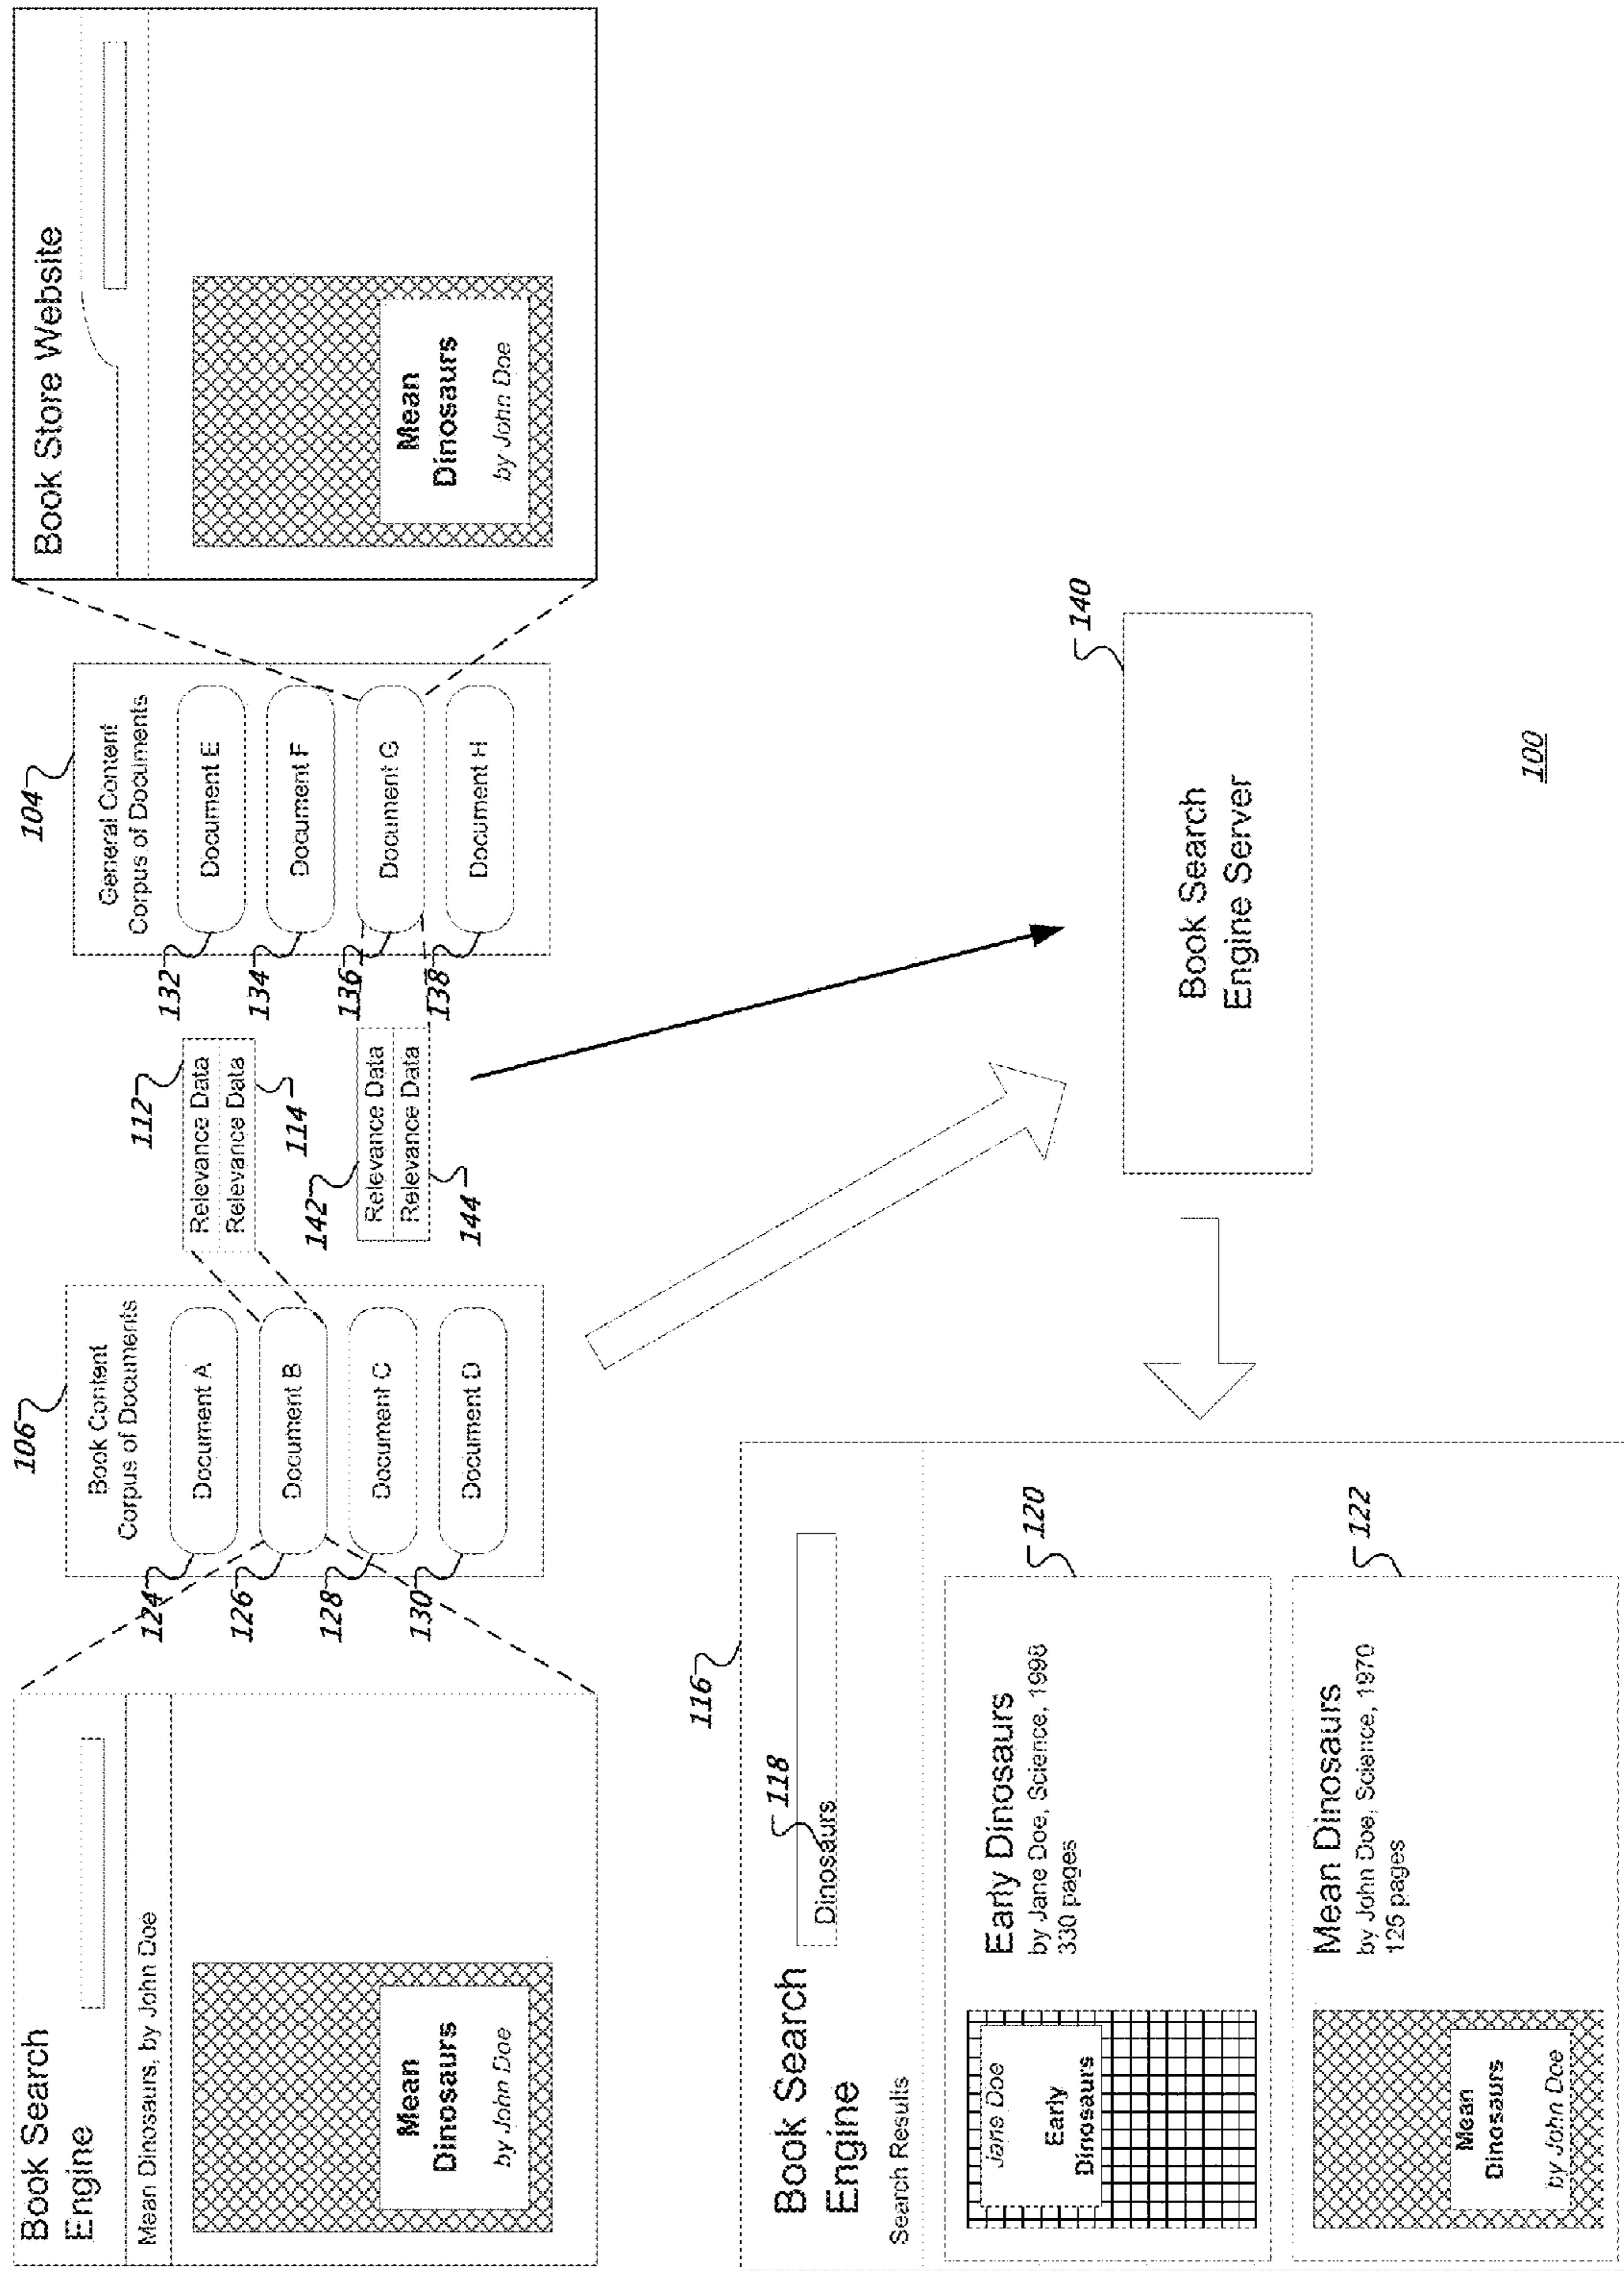 Book Search
Engine
Mean Dinosaurs, by John Doe
Mean
Dinosaurs
by John Doe
106
Book Content
Corpus of Documents
Document A
Document B
Document C
Document D
124
126
128
130
112
Relevance Data
Relevance Data
114
142
Relevance Data
Relevance Data
144
104
General Content
Corpus of Documents
Document E
Document F
Document G
Document H
132
134
136
138
Book Store Website
Mean
Dinosaurs
by John Doe
116
Book Search
Engine
118
Dinosaurs
Search Results
120
Jane Doe
Early
Dinosaurs
Early Dinosaurs
by Jane Doe, Science, 1998
330 pages
122
Mean
Dinosaurs
by John Doe
Mean Dinosaurs
by John Doe, Science, 1970
125 pages
140
Book Search
Engine Server
100